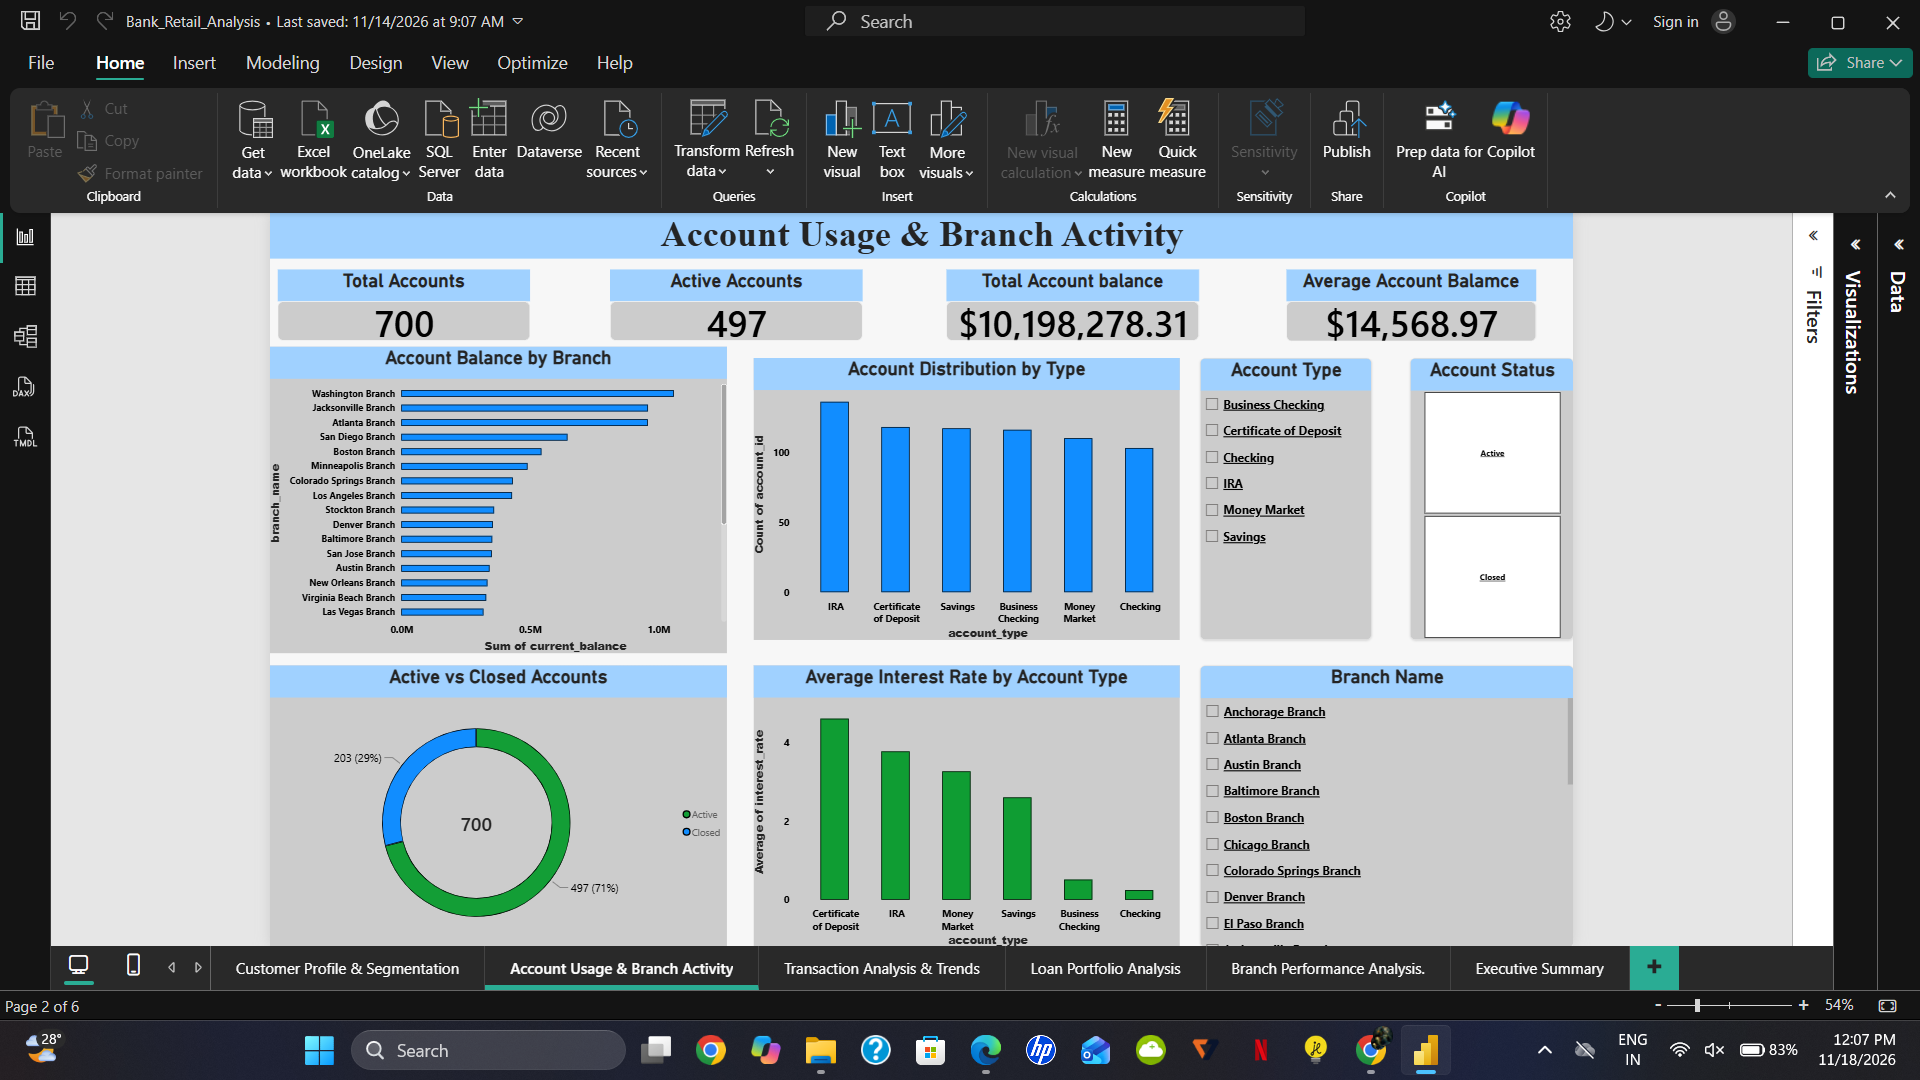 Bank_Retail_Analysis • Last saved: 11/14/2026 at 9:07 AM
Search
Sign in
File
Home
Insert
Modeling
Design
View
Optimize
Help
Share
Paste
Cut
Copy
Format painter
Clipboard
Get data
Excel workbook
OneLake catalog
SQL Server
Enter data
Dataverse
Recent sources
Data
Transform data
Refresh
Queries
New visual
Text box
More visuals
Insert
New visual calculation
New measure
Quick measure
Calculations
Sensitivity
Sensitivity
Publish
Share
Prep data for AI
Copilot
Copilot
Account Usage & Branch Activity
Total Accounts
700
Active Accounts
497
Total Account balance
$10,198,278.31
Average Account Balamce
$14,568.97
Account Balance by Branch
branch_name
Washington Branch
Jacksonville Branch
Atlanta Branch
San Diego Branch
Boston Branch
Minneapolis Branch
Colorado Springs Branch
Los Angeles Branch
Stockton Branch
Denver Branch
Baltimore Branch
San Jose Branch
Austin Branch
New Orleans Branch
Virginia Beach Branch
Las Vegas Branch
0.0M 0.5M 1.0M
Sum of current_balance
Account Distribution by Type
Count of account_id
100
50
0
IRA
Certificate of Deposit
Savings
Business Checking
Money Market
Checking
account_type
Account Type
Business Checking
Certificate of Deposit
Checking
IRA
Money Market
Savings
Account Status
Active
Closed
Active vs Closed Accounts
203 (29%)
700
497 (71%)
Active
Closed
Average Interest Rate by Account Type
Average of interest_rate
4
2
0
Certificate of Deposit
IRA
Money Market
Savings
Business Checking
Checking
account_type
Branch Name
Anchorage Branch
Atlanta Branch
Austin Branch
Baltimore Branch
Boston Branch
Chicago Branch
Colorado Springs Branch
Denver Branch
El Paso Branch
Filters
Visualizations
Data
DAX
TMDL
Customer Profile & Segmentation
Account Usage & Branch Activity
Transaction Analysis & Trends
Loan Portfolio Analysis
Branch Performance Analysis.
Executive Summary
+
Page 2 of 6
- + 54%
28°
Search
ENG
IN
83%
12:07 PM
11/18/2026